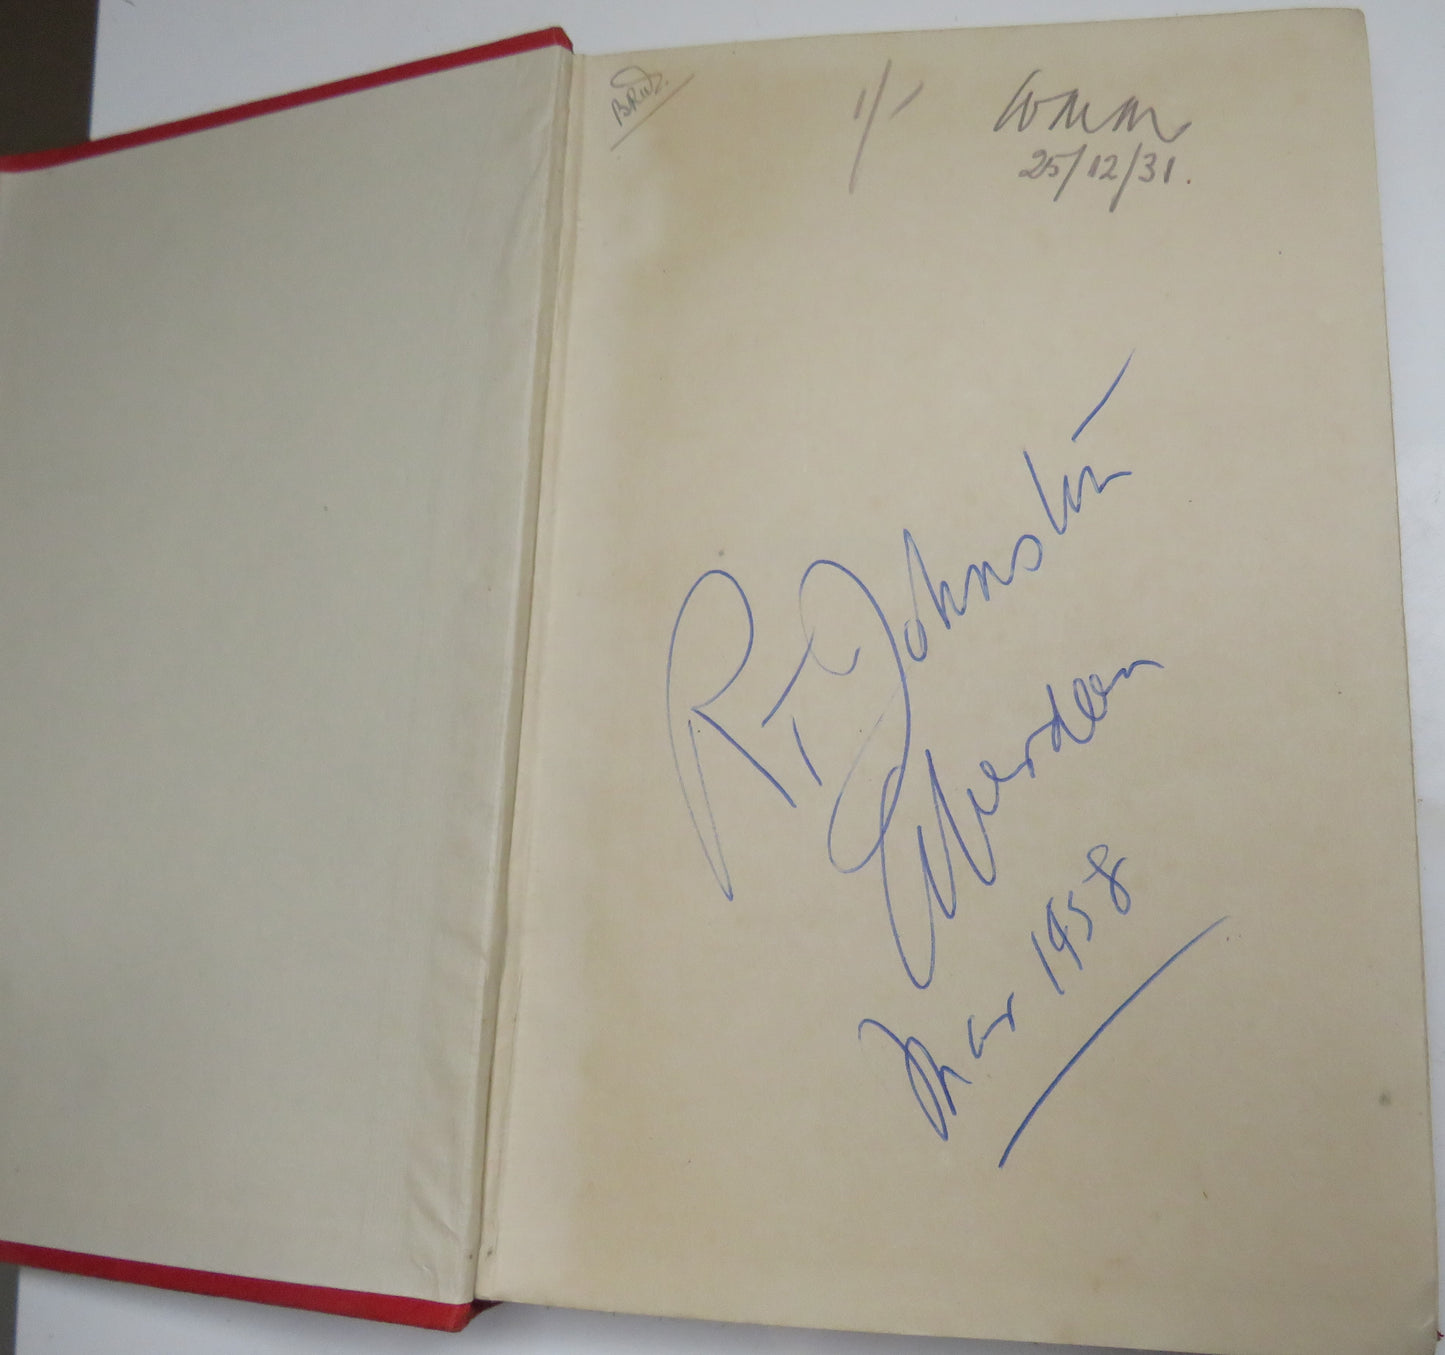 1/-
25/12/31.
R T Johnston
Aberdeen
Mar 1958